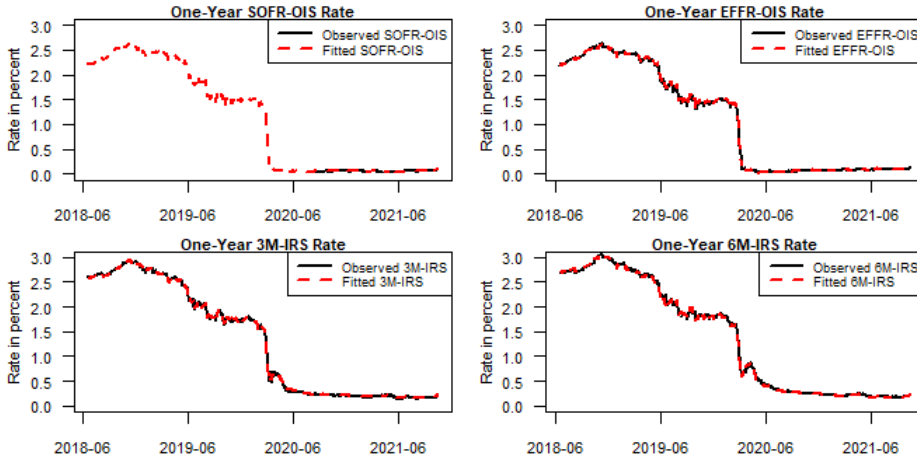 One-Year SOFR-OIS Rate
Rate in percent
3.0
2.5
2.0
1.5
1.0
0.5
0.0
Observed SOFR-OIS
Fitted SOFR-OIS
2018-06 2019-06 2020-06 2021-06
One-Year EFFR-OIS Rate
Rate in percent
3.0
2.5
2.0
1.5
1.0
0.5
0.0
Observed EFFR-OIS
Fitted EFFR-OIS
2018-06 2019-06 2020-06 2021-06
One-Year 3M-IRS Rate
Rate in percent
3.0
2.5
2.0
1.5
1.0
0.5
0.0
Observed 3M-IRS
Fitted 3M-IRS
2018-06 2019-06 2020-06 2021-06
One-Year 6M-IRS Rate
Rate in percent
3.0
2.5
2.0
1.5
1.0
0.5
0.0
Observed 6M-IRS
Fitted 6M-IRS
2018-06 2019-06 2020-06 2021-06